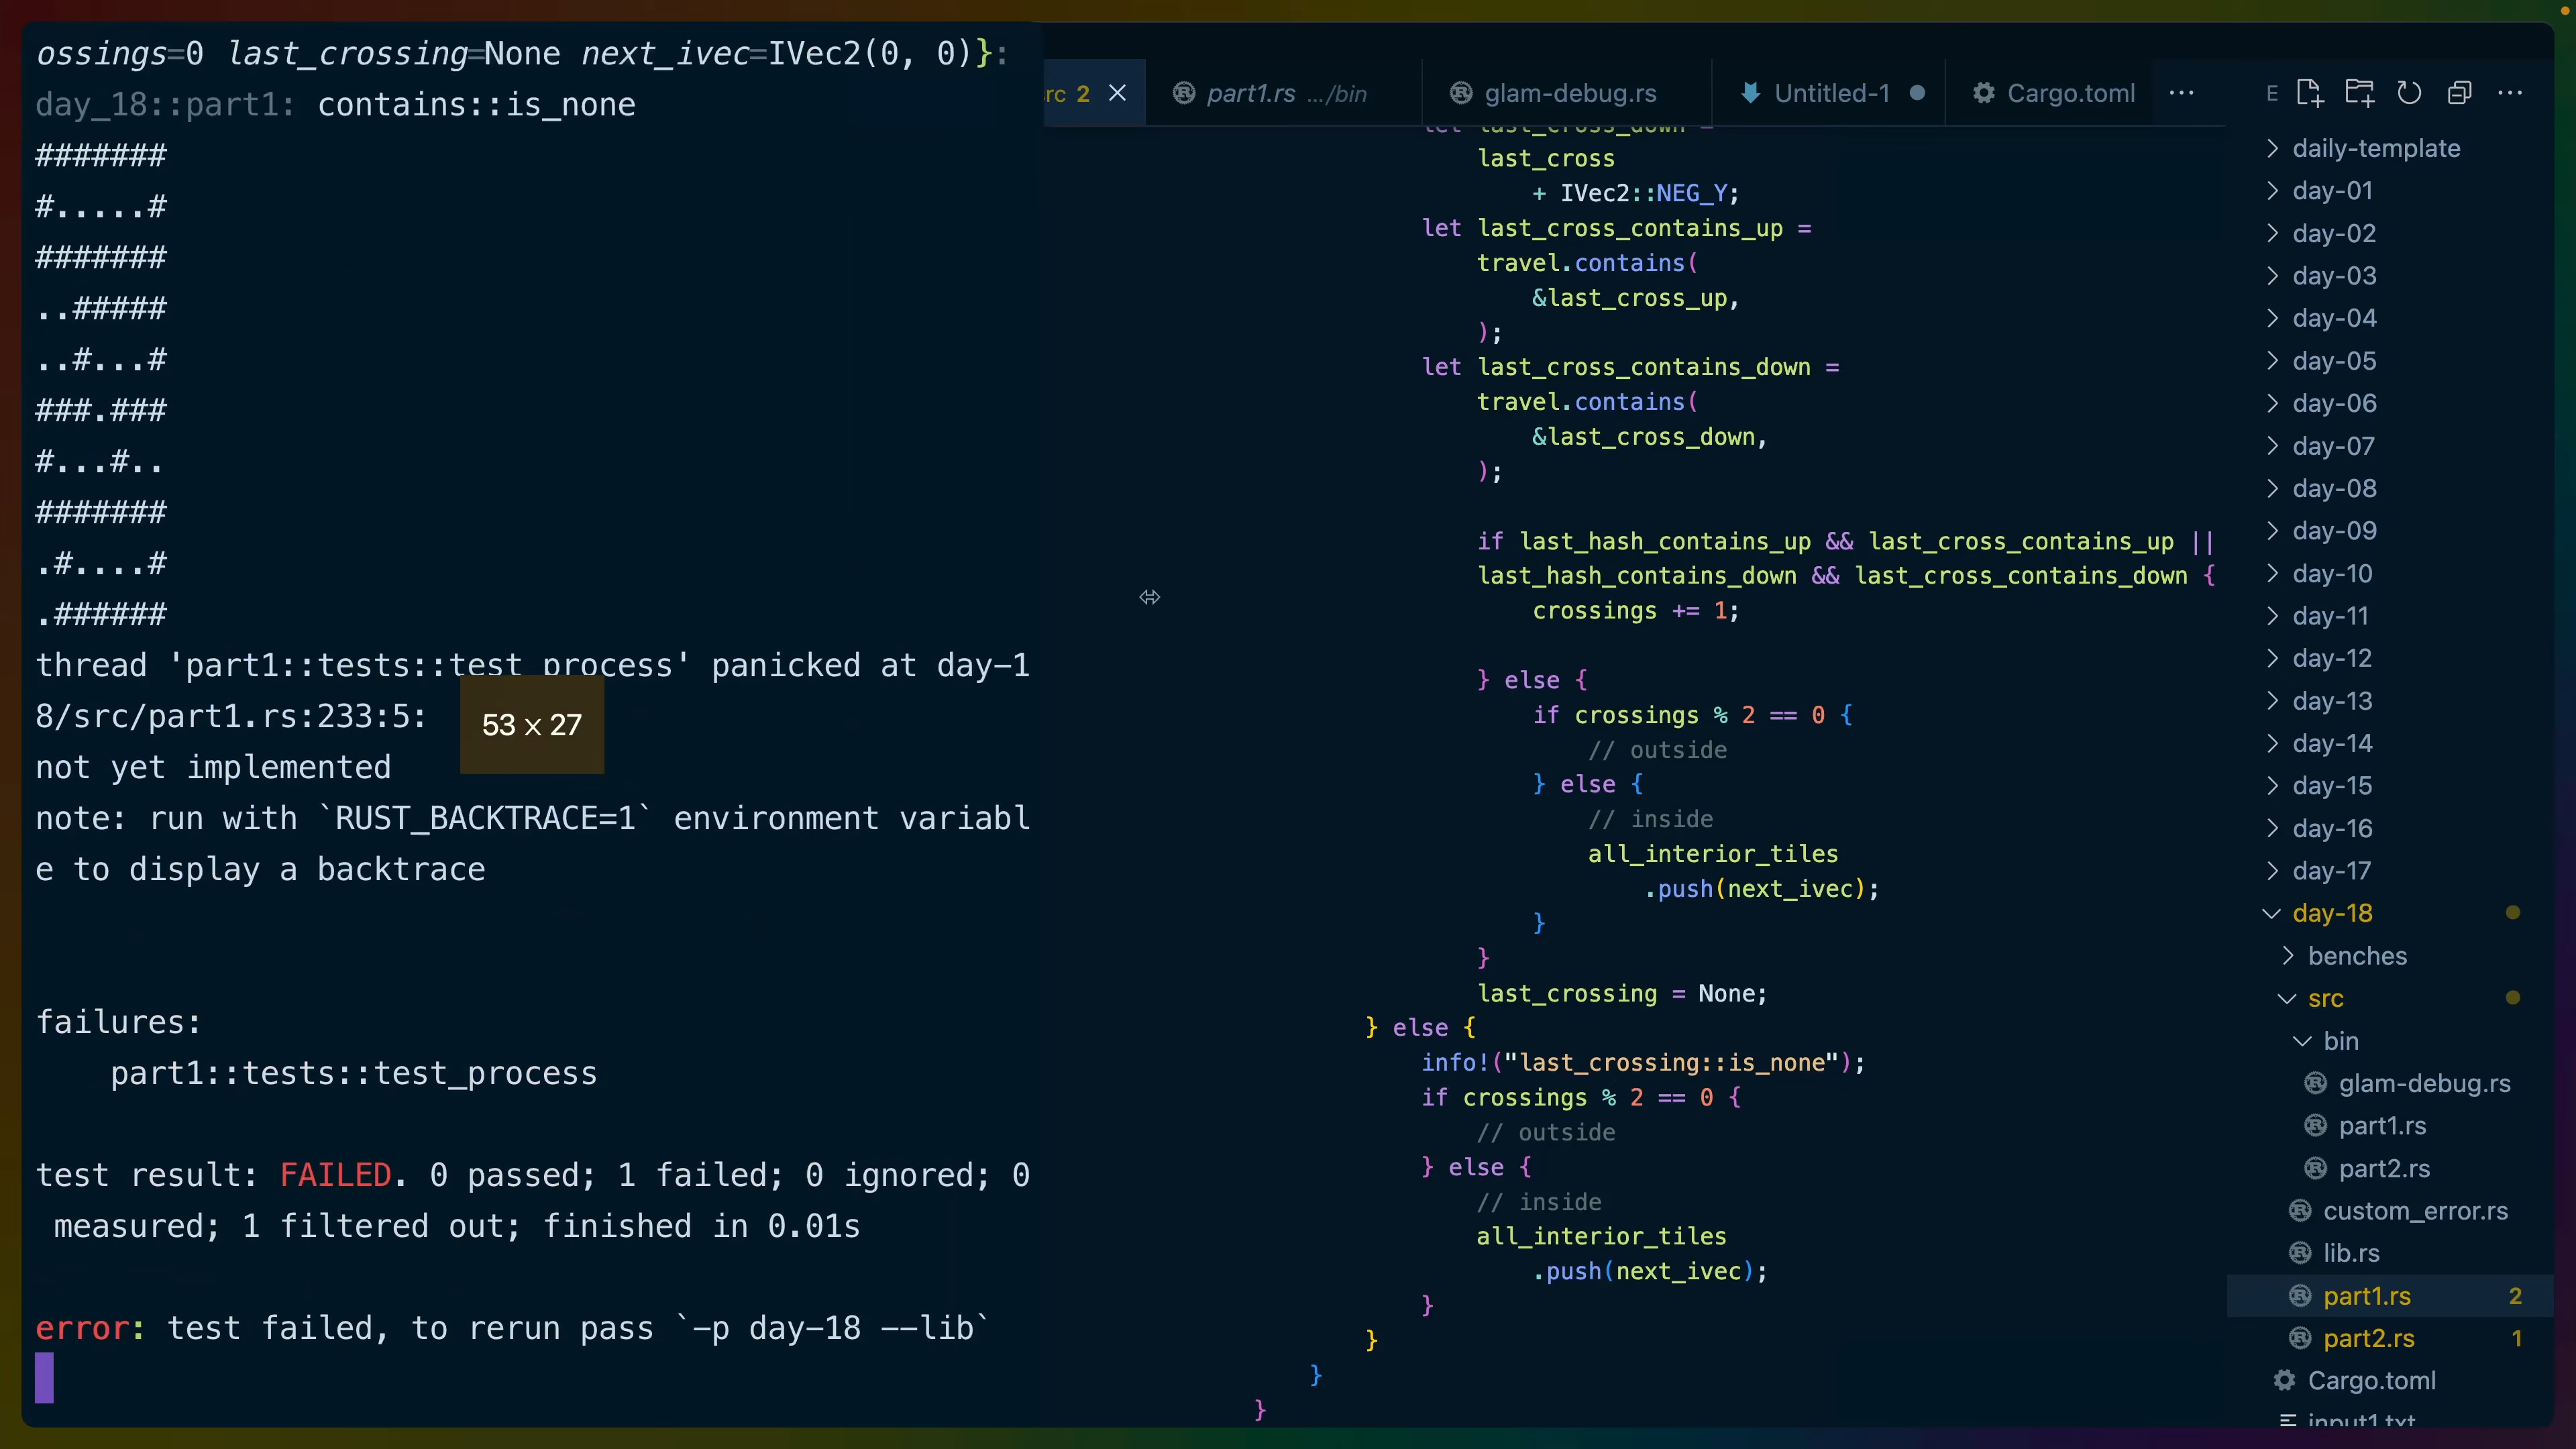 ossings=0 last_crossing=None next_ivec=IVec2(0, 0)}:
day_18::part1: contains::is_none
#######
#.....#
#######
..#####
..#...#
###.###
#...#..
#######
.#....#
.######
thread 'part1::tests::test_process' panicked at day-1
8/src/part1.rs:233:5:
not yet implemented
note: run with `RUST_BACKTRACE=1` environment variabl
e to display a backtrace
failures:
part1::tests::test_process
test result: FAILED. 0 passed; 1 failed; 0 ignored; 0
measured; 1 filtered out; finished in 0.01s
error: test failed, to rerun pass `-p day-18 --lib`
53 × 27
rc 2
part1.rs .../bin
glam-debug.rs
Untitled-1
Cargo.toml
let last_cross_down =
last_cross
+ IVec2::NEG_Y;
let last_cross_contains_up =
travel.contains(
&last_cross_up,
);
let last_cross_contains_down =
travel.contains(
&last_cross_down,
);
if last_hash_contains_up && last_cross_contains_up ||
last_hash_contains_down && last_cross_contains_down {
crossings += 1;
} else {
if crossings % 2 == 0 {
// outside
} else {
// inside
all_interior_tiles
.push(next_ivec);
}
}
last_crossing = None;
} else {
info!("last_crossing::is_none");
if crossings % 2 == 0 {
// outside
} else {
// inside
all_interior_tiles
.push(next_ivec);
}
}
}
}
E
daily-template
day-01
day-02
day-03
day-04
day-05
day-06
day-07
day-08
day-09
day-10
day-11
day-12
day-13
day-14
day-15
day-16
day-17
day-18
benches
src
bin
glam-debug.rs
part1.rs
part2.rs
custom_error.rs
lib.rs
part1.rs 2
part2.rs 1
Cargo.toml
input1.txt